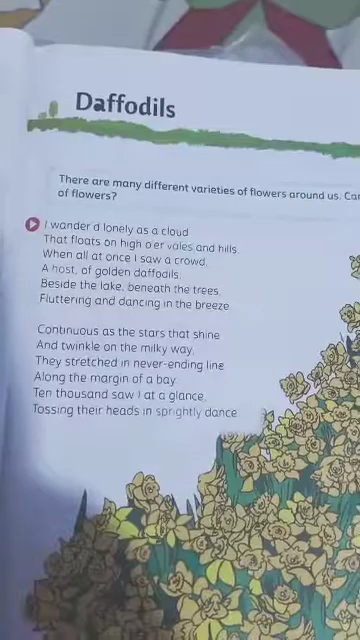 Daffodils
There are many different varieties of flowers around us. Can
of flowers?
I wander'd lonely as a cloud
That floats on high o'er vales and hills,
When all at once I saw a crowd,
A host, of golden daffodils;
Beside the lake, beneath the trees,
Fluttering and dancing in the breeze.
Continuous as the stars that shine
And twinkle on the milky way,
They stretched in never-ending line
Along the margin of a bay:
Ten thousand saw I at a glance,
Tossing their heads in sprightly dance.